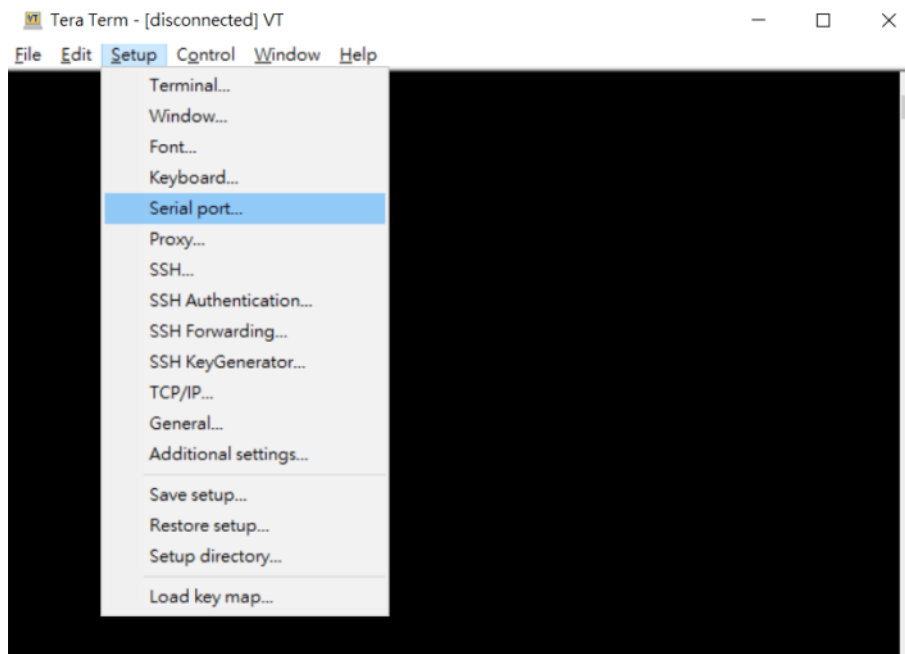 Tera Term - [disconnected] VT
File Edit Setup Control Window Help
Terminal...
Window...
Font...
Keyboard...
Serial port...
Proxy...
SSH...
SSH Authentication...
SSH Forwarding...
SSH KeyGenerator...
TCP/IP...
General...
Additional settings...
Save setup...
Restore setup...
Setup directory...
Load key map...